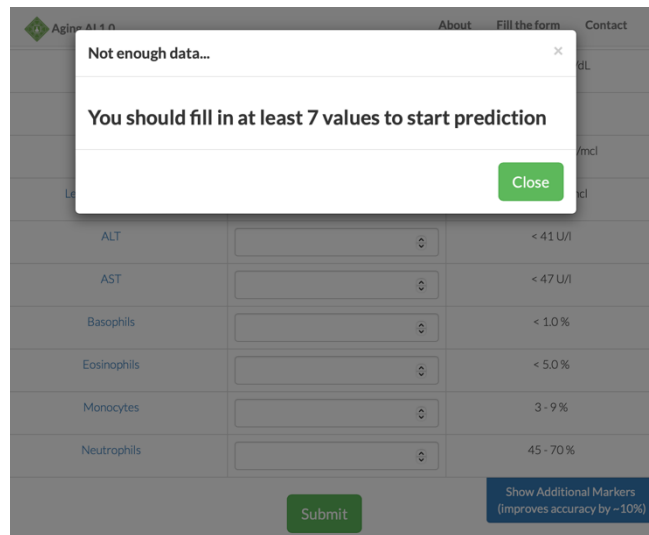 Aging AI 1.0 About Fill the form Contact
Not enough data... ×
/dL
You should fill in at least 7 values to start prediction
/mcl
Close
Le
ncl
ALT < 41 U/l
AST < 47 U/l
Basophils < 1.0 %
Eosinophils < 5.0 %
Monocytes 3 - 9 %
Neutrophils 45 - 70 %
Show Additional Markers
(improves accuracy by ~10%)
Submit